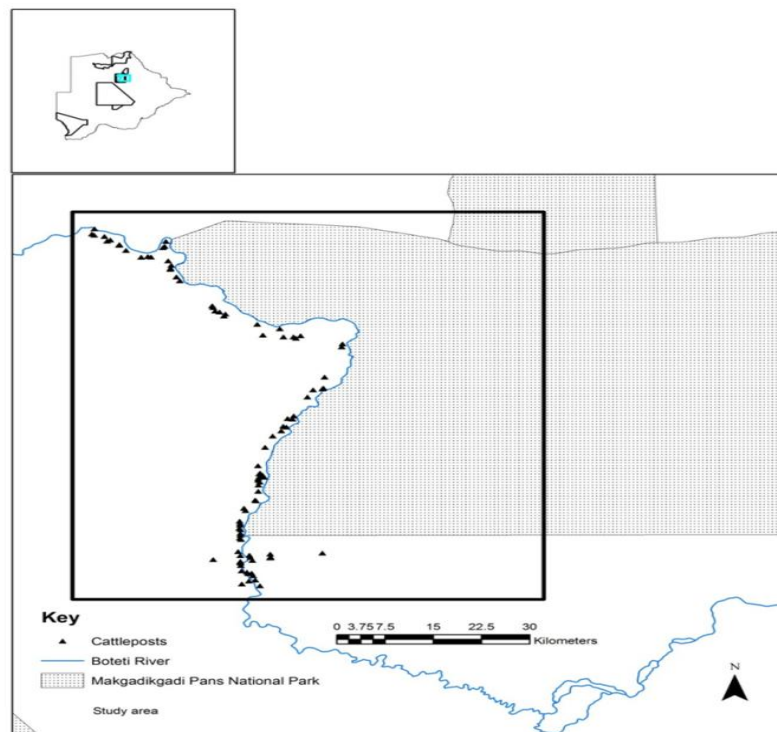 Key
Cattleposts
Boteti River
Makgadikgadi Pans National Park
Study area
0 3.75 7.5 15 22.5 30
Kilometers
N